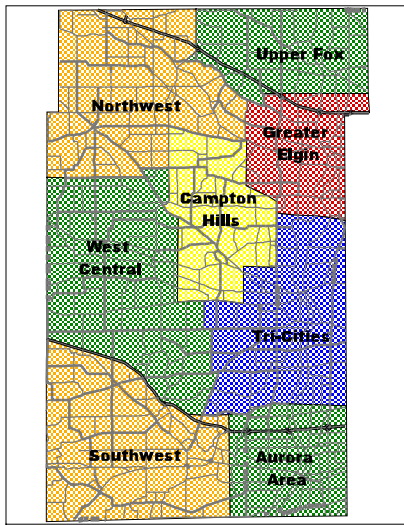 Upper Fox
Northwest
Greater
Elgin
Campton
Hills
West
Central
Tri-Cities
Southwest
Aurora
Area